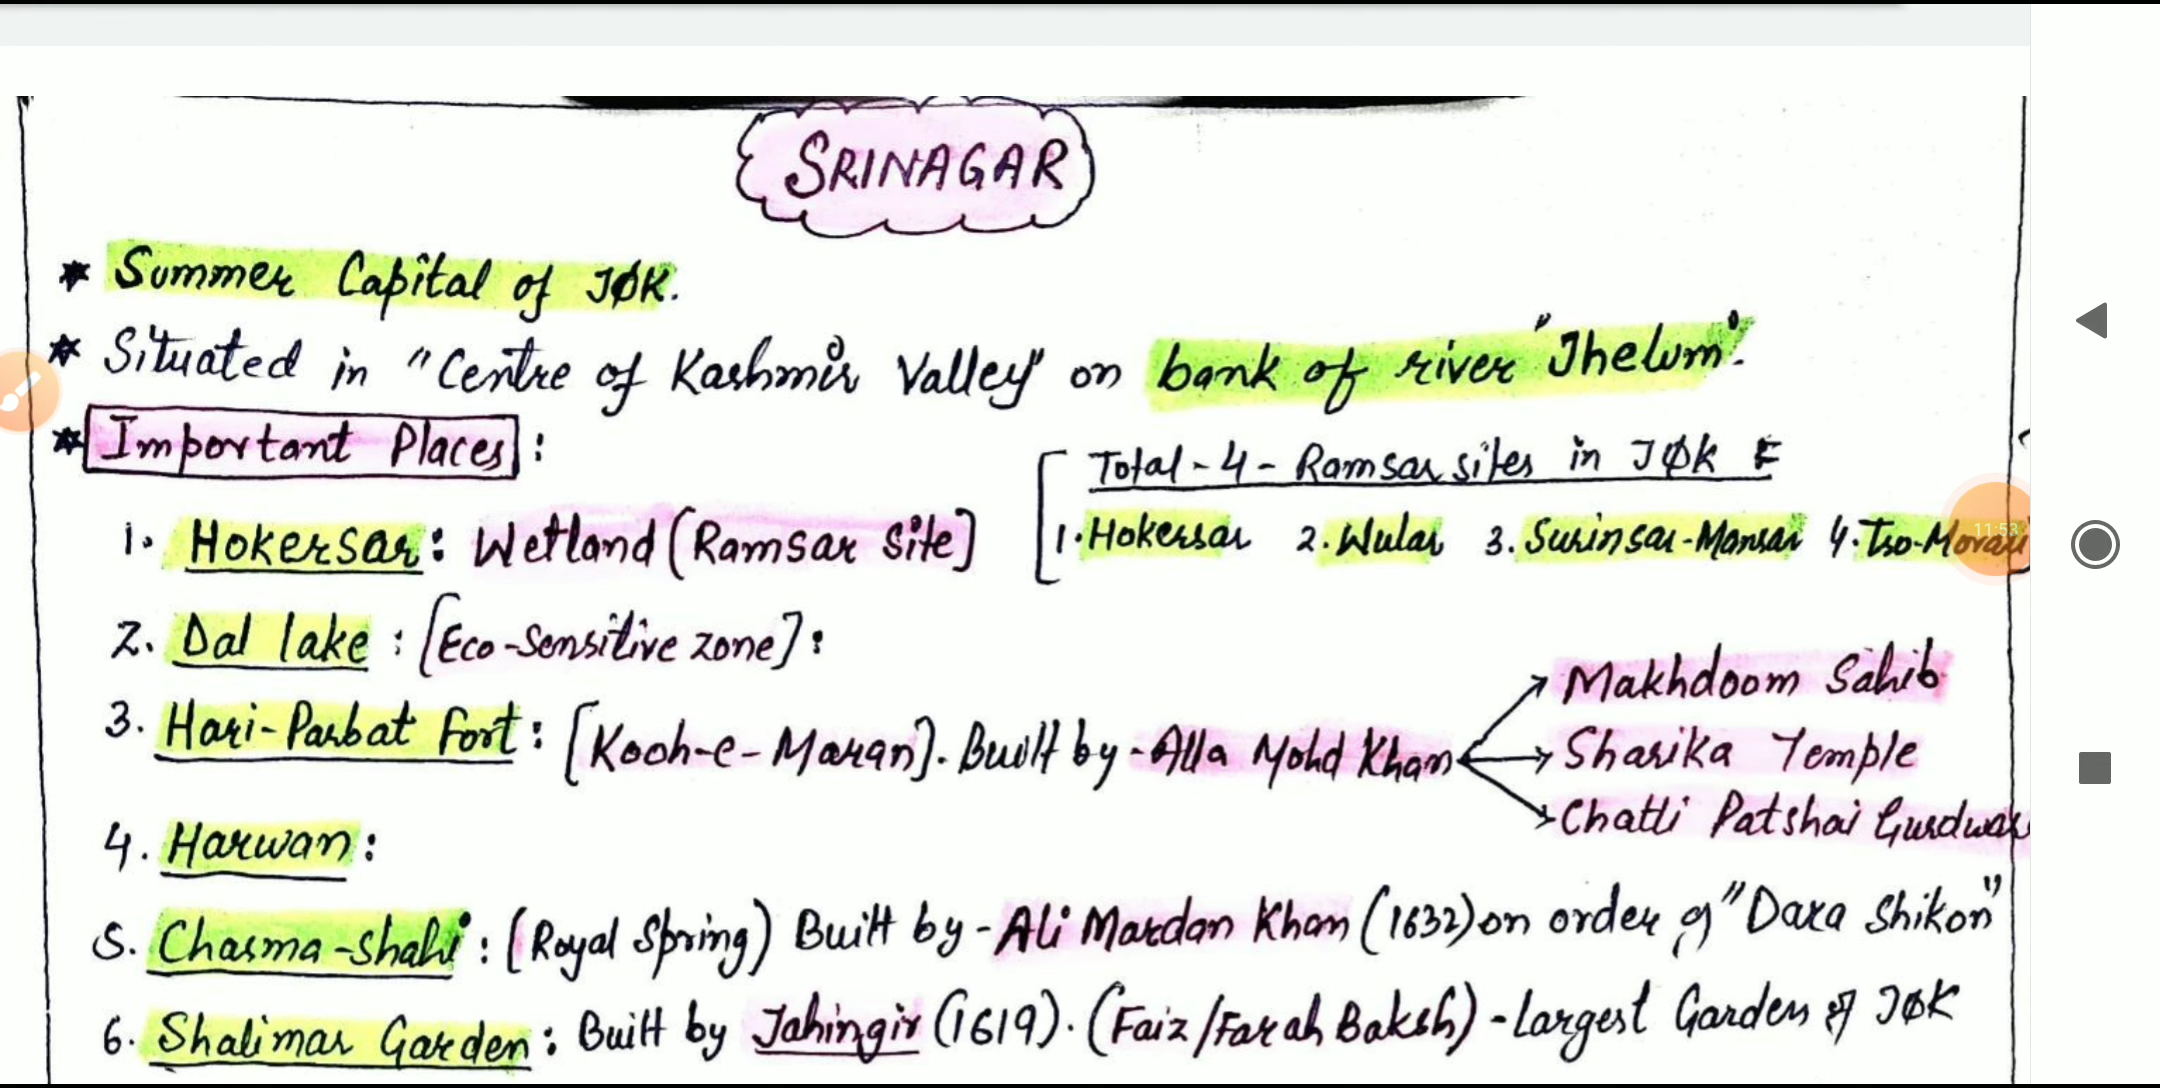 SRINAGAR
* Summer Capital of J&K.
* Situated in "Centre of Kashmir Valley" on bank of river "Jhelum".
* Important Places :
Total - 4 - Ramsar sites in J&K
1. Hokersar : Wetland (Ramsar Site)
1. Hokersar 2. Wular 3. Surinsar-Mansar 4. Tso-Morari
11:53
2. Dal lake : [Eco-Sensitive zone] :
3. Hari-Parbat fort : [Kooh-e-Maran]. Built by - Alla Mohd Khan
Makhdoom Sahib
Sharika Temple
Chatti Patshai Gurdwar
4. Harwan :
5. Chasma-shahi : (Royal Spring) Built by - Ali Mardan Khan (1632) on order of "Dara Shikon"
6. Shalimar Garden : Built by Jahingir (1619). (Faiz/Farah Baksh) - Largest Garden of J&K